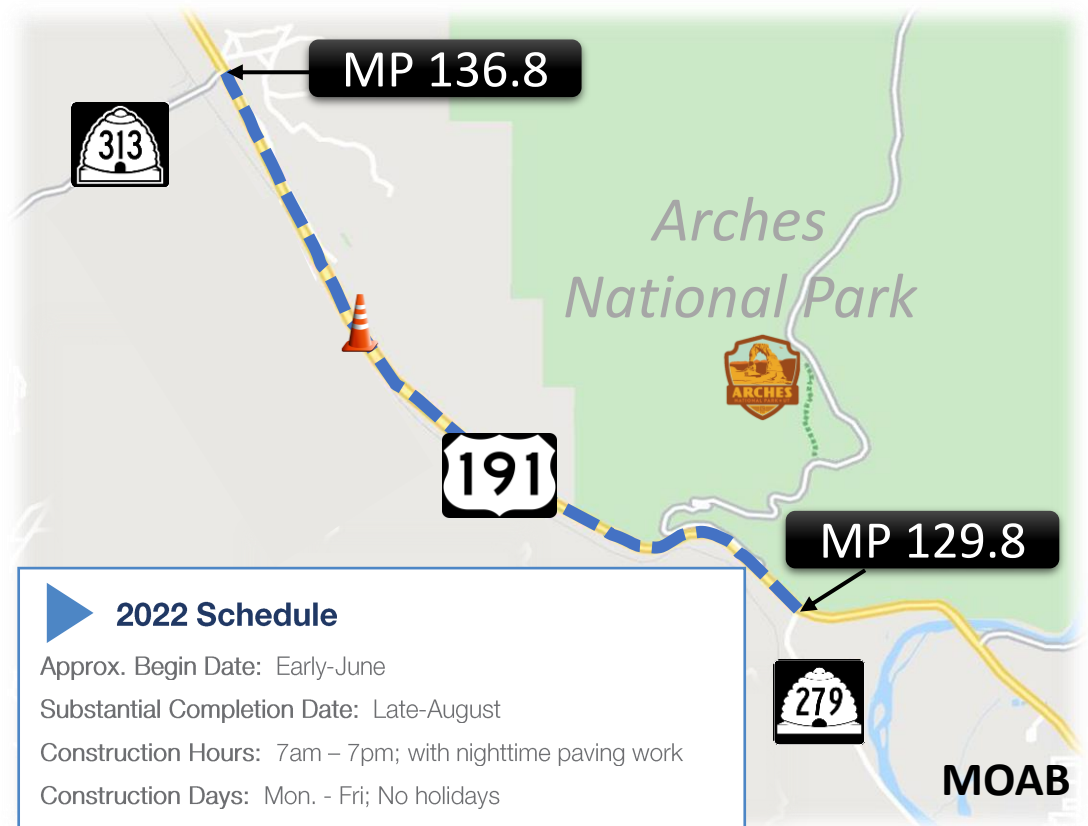 MP 136.8
313
Arches
National Park
ARCHES
191
MP 129.8
2022 Schedule
Approx. Begin Date: Early-June
Substantial Completion Date: Late-August
Construction Hours: 7am – 7pm; with nighttime paving work
Construction Days: Mon. - Fri; No holidays
279
MOAB